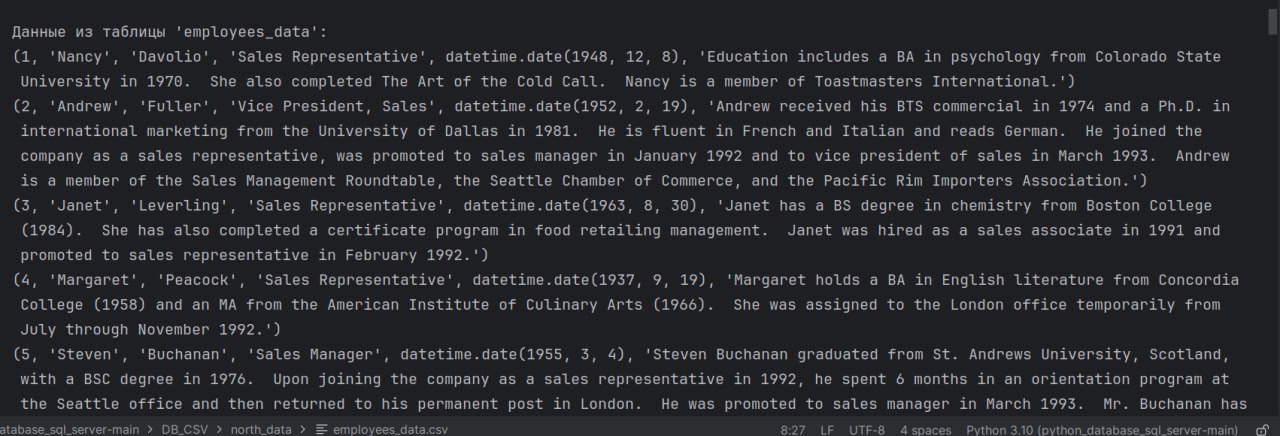 Данные из таблицы 'employees_data':
(1, 'Nancy', 'Davolio', 'Sales Representative', datetime.date(1948, 12, 8), 'Education includes a BA in psychology from Colorado State
University in 1970.  She also completed The Art of the Cold Call.  Nancy is a member of Toastmasters International.')
(2, 'Andrew', 'Fuller', 'Vice President, Sales', datetime.date(1952, 2, 19), 'Andrew received his BTS commercial in 1974 and a Ph.D. in
international marketing from the University of Dallas in 1981.  He is fluent in French and Italian and reads German.  He joined the
company as a sales representative, was promoted to sales manager in January 1992 and to vice president of sales in March 1993.  Andrew
is a member of the Sales Management Roundtable, the Seattle Chamber of Commerce, and the Pacific Rim Importers Association.')
(3, 'Janet', 'Leverling', 'Sales Representative', datetime.date(1963, 8, 30), 'Janet has a BS degree in chemistry from Boston College
(1984).  She has also completed a certificate program in food retailing management.  Janet was hired as a sales associate in 1991 and
promoted to sales representative in February 1992.')
(4, 'Margaret', 'Peacock', 'Sales Representative', datetime.date(1937, 9, 19), 'Margaret holds a BA in English literature from Concordia
College (1958) and an MA from the American Institute of Culinary Arts (1966).  She was assigned to the London office temporarily from
July through November 1992.')
(5, 'Steven', 'Buchanan', 'Sales Manager', datetime.date(1955, 3, 4), 'Steven Buchanan graduated from St. Andrews University, Scotland,
with a BSC degree in 1976.  Upon joining the company as a sales representative in 1992, he spent 6 months in an orientation program at
the Seattle office and then returned to his permanent post in London.  He was promoted to sales manager in March 1993.  Mr. Buchanan has
atabase_sql_server-main > DB_CSV > north_data > employees_data.csv 8:27 LF UTF-8 4 spaces Python 3.10 (python_database_sql_server-main)